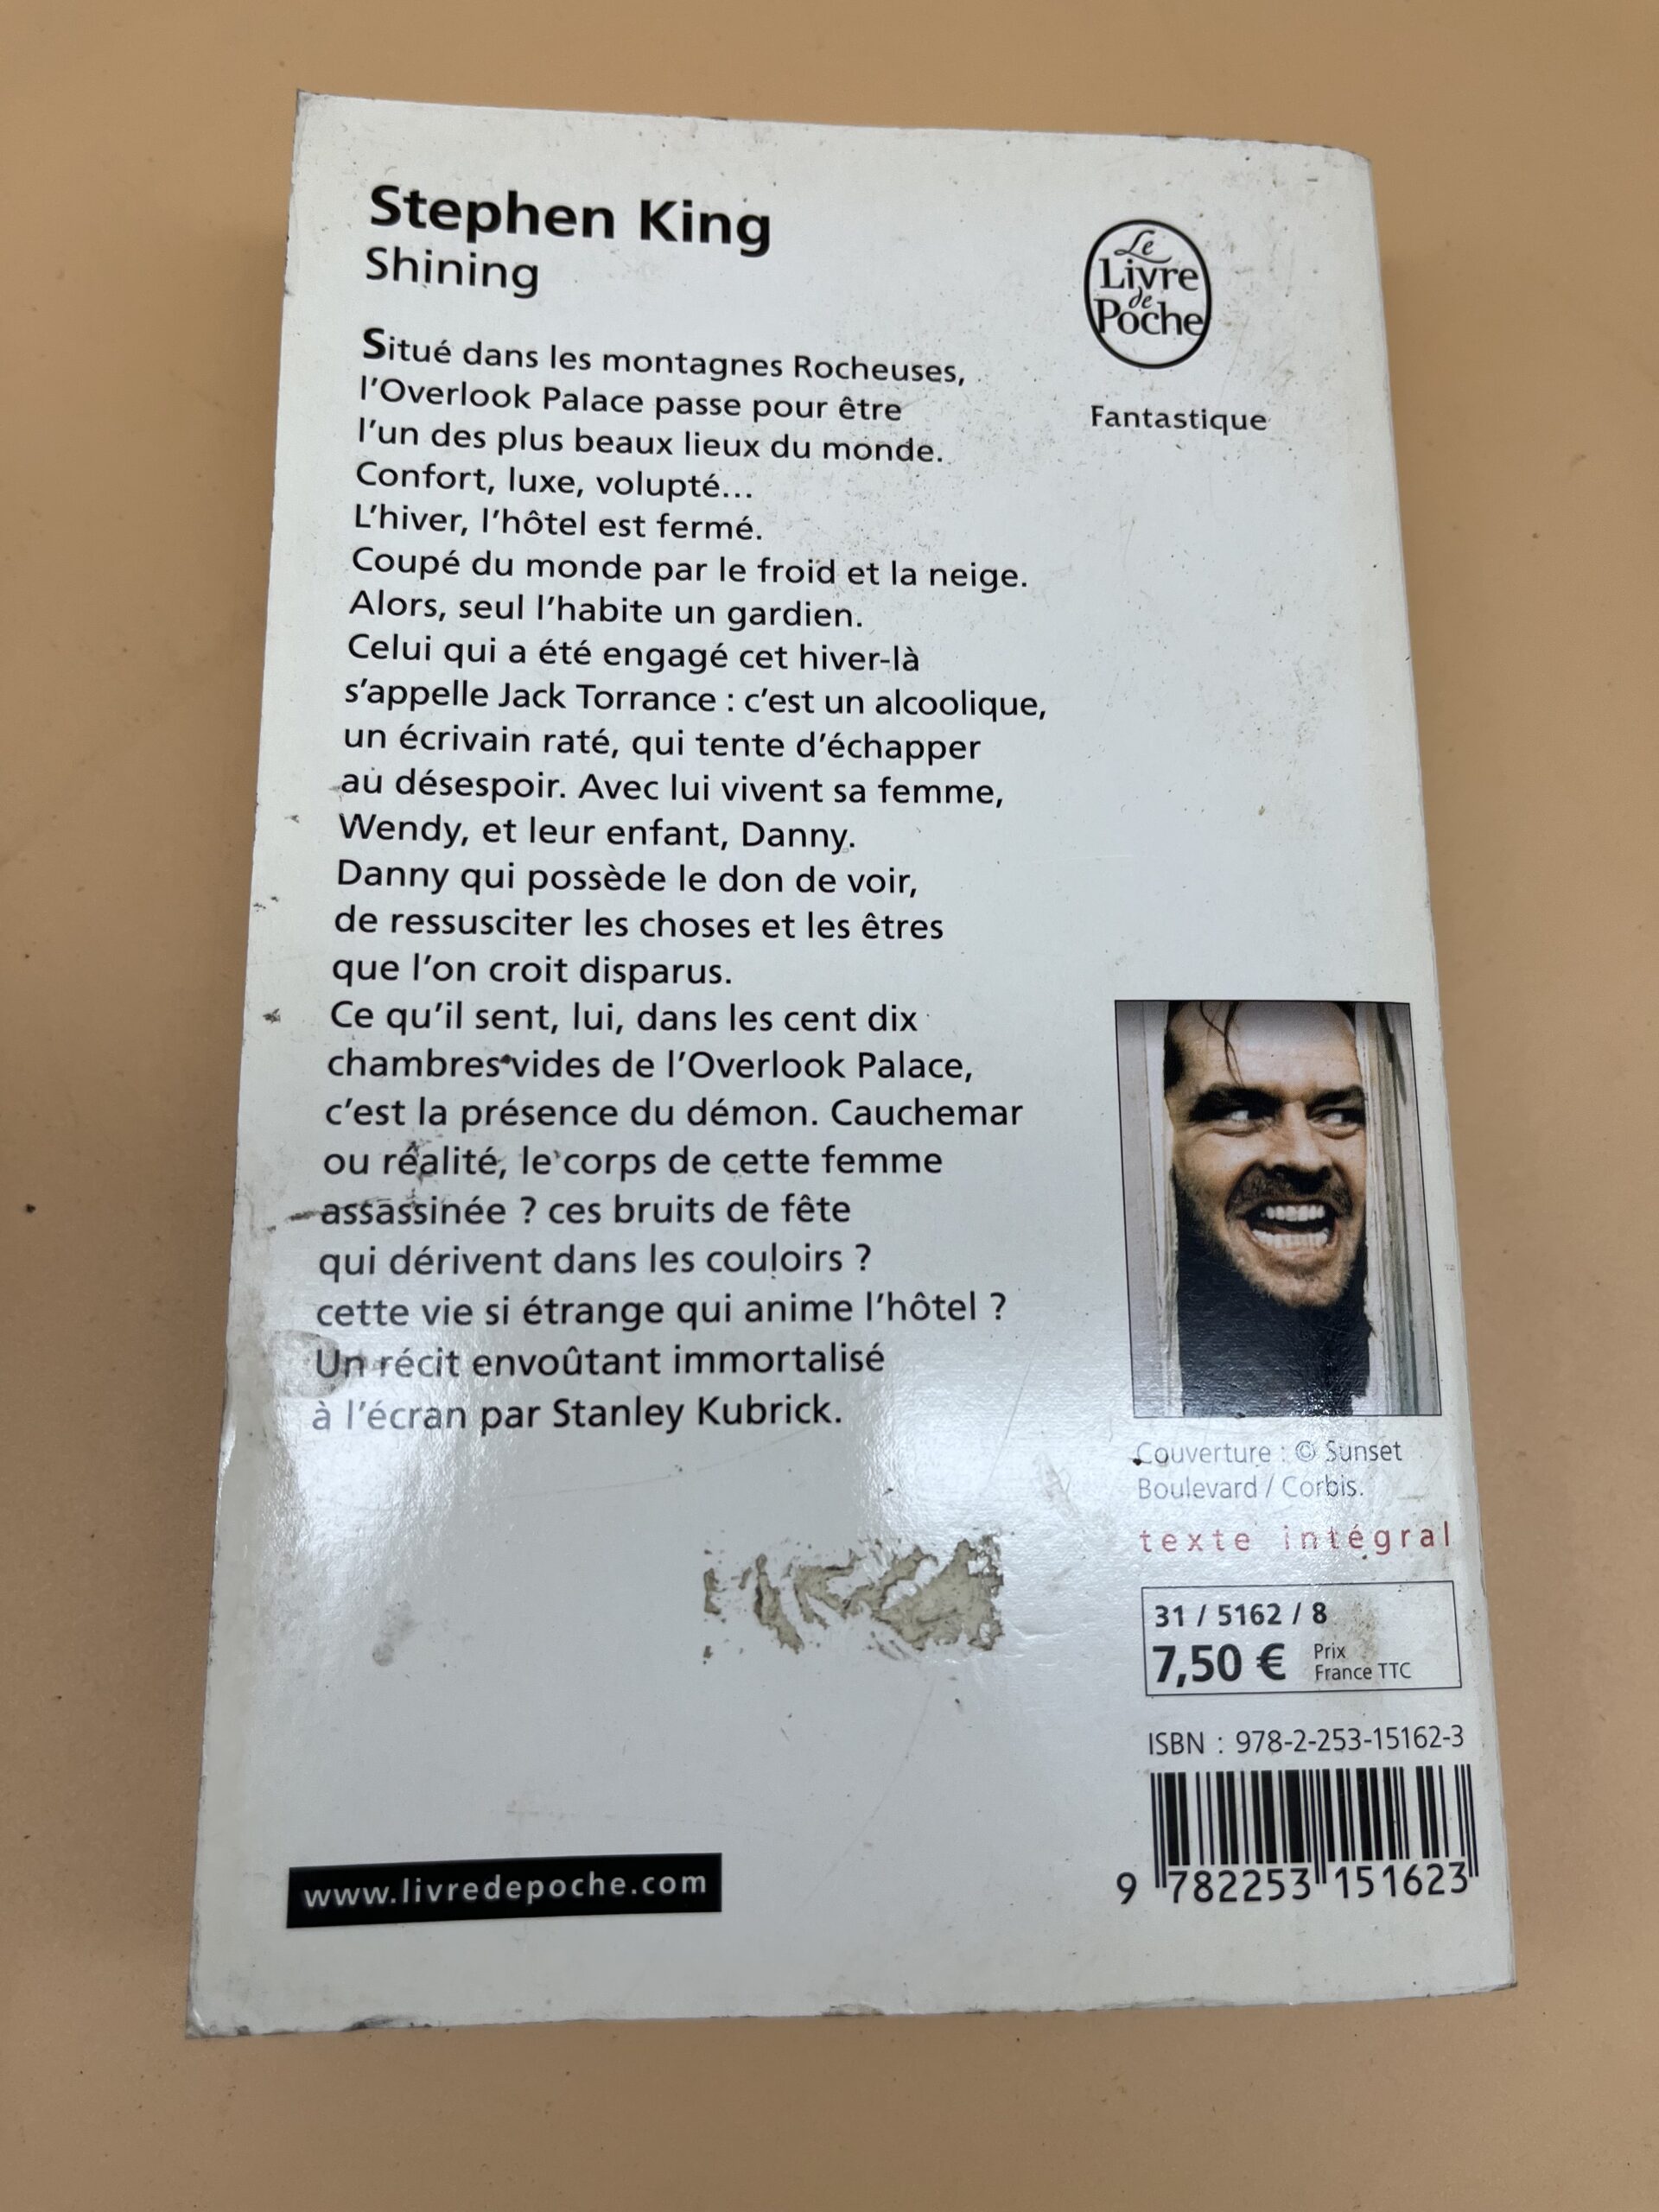 Stephen King
Shining
Le
Livre
de
Poche
Fantastique
Situé dans les montagnes Rocheuses,
l'Overlook Palace passe pour être
l'un des plus beaux lieux du monde.
Confort, luxe, volupté...
L'hiver, l'hôtel est fermé.
Coupé du monde par le froid et la neige.
Alors, seul l'habite un gardien.
Celui qui a été engagé cet hiver-là
s'appelle Jack Torrance : c'est un alcoolique,
un écrivain raté, qui tente d'échapper
au désespoir. Avec lui vivent sa femme,
Wendy, et leur enfant, Danny.
Danny qui possède le don de voir,
de ressusciter les choses et les êtres
que l'on croit disparus.
Ce qu'il sent, lui, dans les cent dix
chambres vides de l'Overlook Palace,
c'est la présence du démon. Cauchemar
ou réalité, le corps de cette femme
assassinée ? ces bruits de fête
qui dérivent dans les couloirs ?
cette vie si étrange qui anime l'hôtel ?
Un récit envoûtant immortalisé
à l'écran par Stanley Kubrick.
Couverture : © Sunset
Boulevard / Corbis.
texte intégral
31 / 5162 / 8
7,50 € Prix
France TTC
ISBN : 978-2-253-15162-3
9 782253 151623
www.livredepoche.com